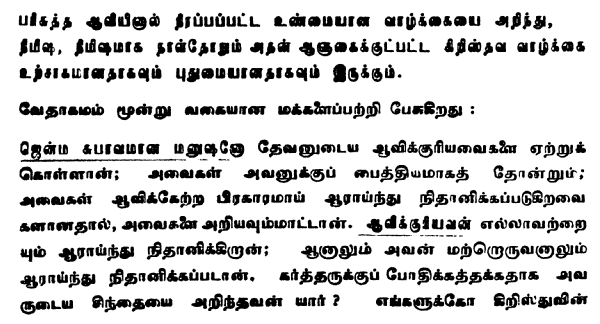 பரிசுத்த ஆவியினால் நிரப்பப்பட்ட உண்மையான வாழ்க்கையை அறிந்து,
நிமிஷ, நிமிஷமாக நாள்தோறும் அதன் ஆளுகைக்குட்பட்ட கிறிஸ்தவ வாழ்க்கை
உற்சாகமானதாகவும் புதுமையானதாகவும் இருக்கும்.
வேதாகமம் மூன்று வகையான மக்களைப்பற்றி பேசுகிறது :
ஜென்ம சுபாவமான மனுஷனோ தேவனுடைய ஆவிக்குரியவைகளை ஏற்றுக்
கொள்ளான்; அவைகள் அவனுக்குப் பைத்தியமாகத் தோன்றும்;
அவைகள் ஆவிக்கேற்ற பிரகாரமாய் ஆராய்ந்து நிதானிக்கப்படுகிறவை
களானதால், அவைகளை அறியவுமாட்டான். ஆவிக்குரியவன் எல்லாவற்றை
யும் ஆராய்ந்து நிதானிக்கிறான்; ஆனாலும் அவன் மற்றொருவனாலும்
ஆராய்ந்து நிதானிக்கப்படான். கர்த்தருக்குப் போதிக்கத்தக்கதாக அவ
ருடைய சிந்தையை அறிந்தவன் யார் ? எங்களுக்கோ கிறிஸ்துவின்